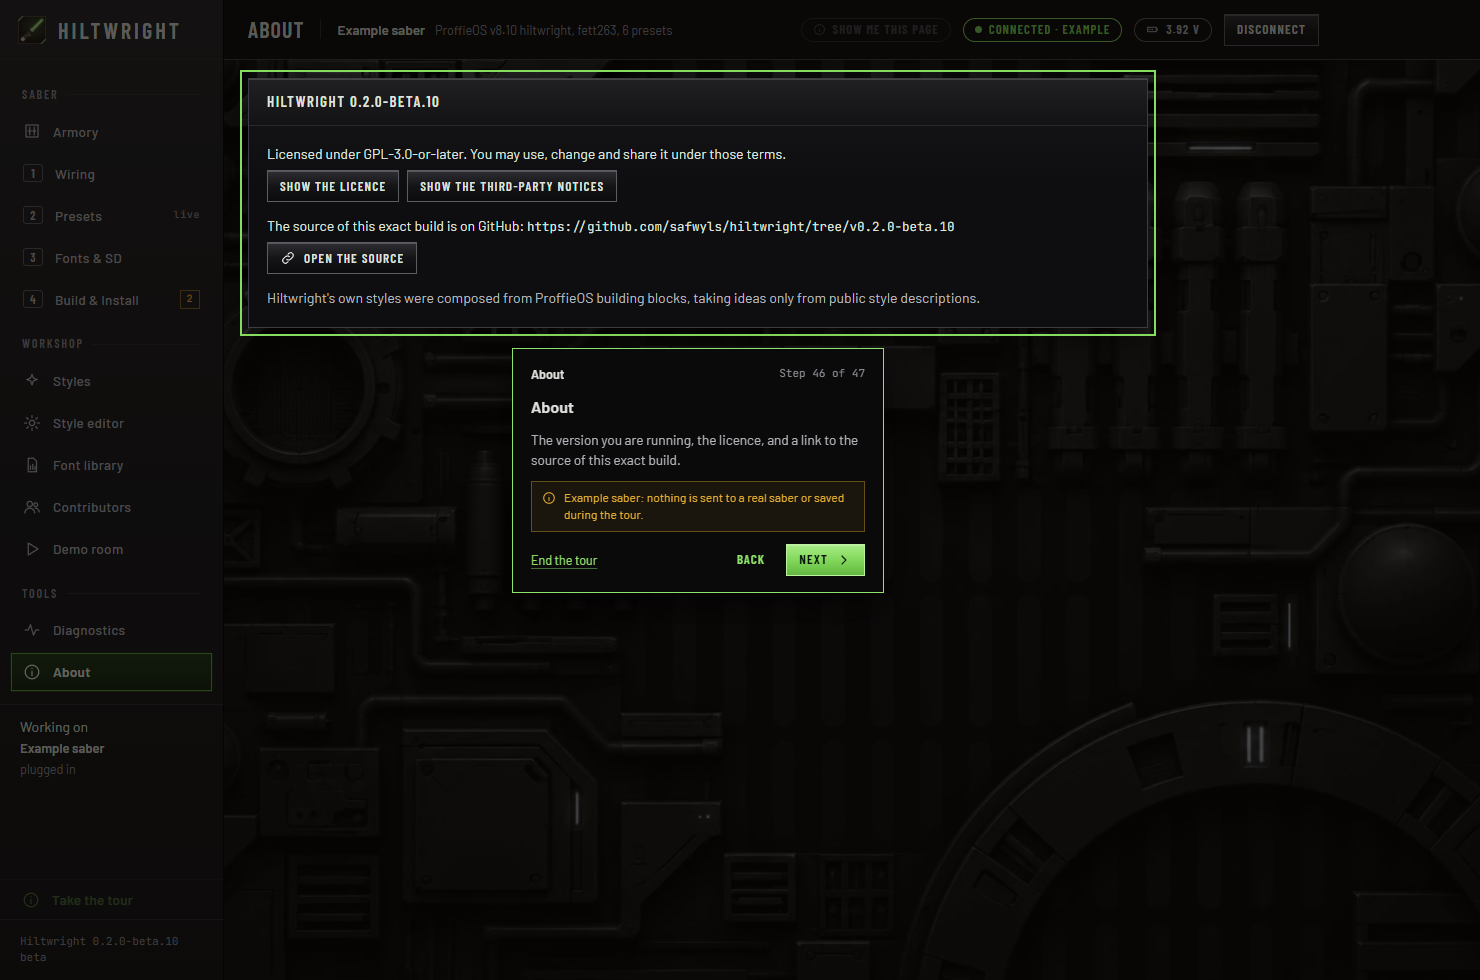 HILTWRIGHT
ABOUT
Example saber
ProffieOS v8.10 hiltwright, fett263, 6 presets
SHOW ME THIS PAGE
CONNECTED · EXAMPLE
3.92 V
DISCONNECT
SABER
Armory
1 Wiring
2 Presets live
3 Fonts & SD
4 Build & Install 2
WORKSHOP
Styles
Style editor
Font library
Contributors
Demo room
TOOLS
Diagnostics
About
Working on
Example saber
plugged in
Take the tour
Hiltwright 0.2.0-beta.10
beta
HILTWRIGHT 0.2.0-BETA.10
Licensed under GPL-3.0-or-later. You may use, change and share it under those terms.
SHOW THE LICENCE
SHOW THE THIRD-PARTY NOTICES
The source of this exact build is on GitHub: https://github.com/safwyls/hiltwright/tree/v0.2.0-beta.10
OPEN THE SOURCE
Hiltwright's own styles were composed from ProffieOS building blocks, taking ideas only from public style descriptions.
About
Step 46 of 47
About
The version you are running, the licence, and a link to the
source of this exact build.
Example saber: nothing is sent to a real saber or saved
during the tour.
End the tour
BACK
NEXT